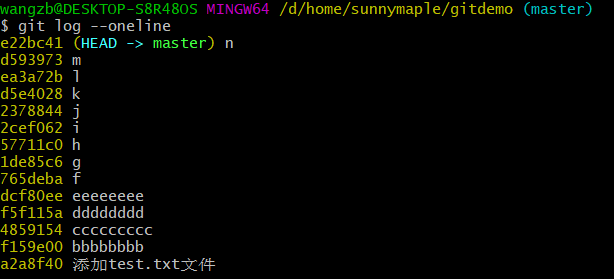 wangzb@DESKTOP-S8R48OS MINGW64 /d/home/sunnymaple/gitdemo (master)
$ git log --oneline
e22bc41 (HEAD -> master) n
d593973 m
ea3a72b l
d5e4028 k
2378844 j
2cef062 i
57711c0 h
1de85c6 g
765deba f
dcf80ee eeeeeeee
f5f115a dddddddd
4859154 ccccccccc
f159e00 bbbbbbbb
a2a8f40 添加test.txt文件